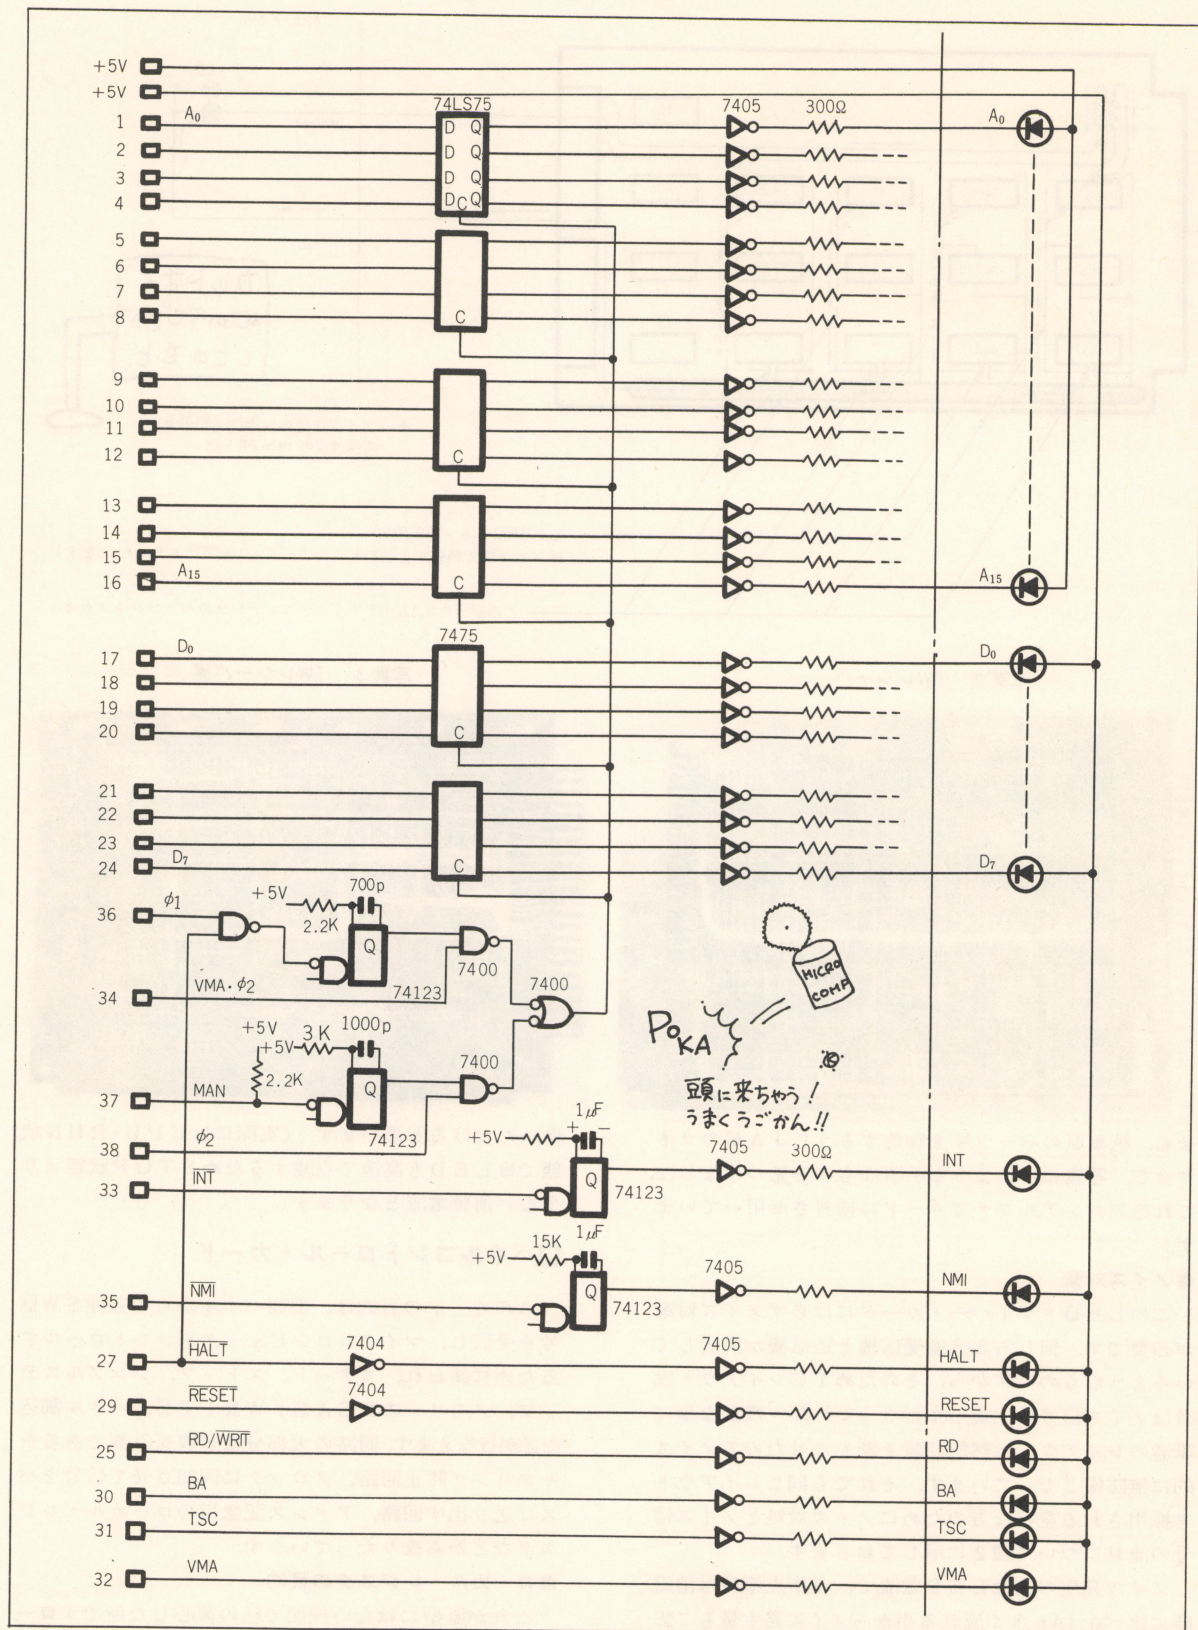 +5V
+5V
74LS75
7405
300Ω
1
A₀
D Q
A₀
2
D Q
3
D Q
4
D C Q
5
6
7
8
C
9
10
11
12
C
13
14
15
16
A₁₅
C
A₁₅
7475
17
D₀
D₀
18
19
20
C
21
22
23
24
D₇
C
D₇
36
ϕ1
+5V
700p
2.2K
Q
7400
7400
34
VMA・ϕ2
74123
MICRO
COMP
POKA
+5V
+5V
3K
1000p
7400
2.2K
Q
37
MAN
74123
頭に来ちゃう!
うまくうごかん!!
38
ϕ2
+5V
1μF
+ −
7405
300Ω
INT
33
INT
Q
74123
+5V
15K
1μF
7405
NMI
35
NMI
Q
74123
27
HALT
7404
7405
HALT
29
RESET
7404
RESET
25
RD/WRIT
RD
30
BA
BA
31
TSC
TSC
32
VMA
VMA